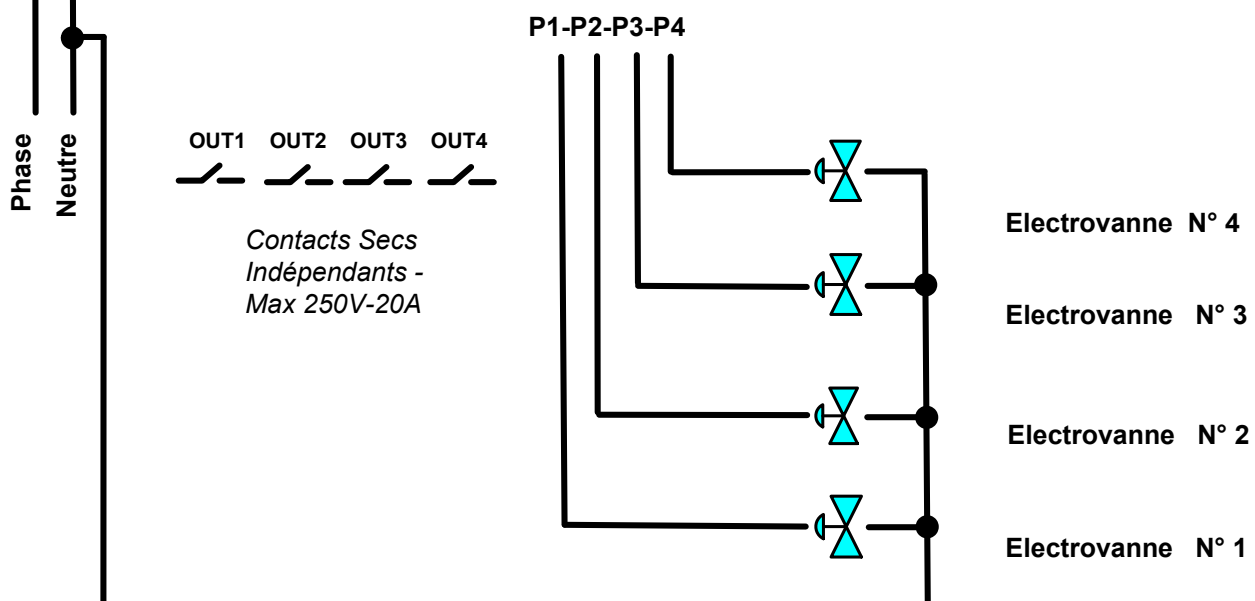 P1-P2-P3-P4
Phase
Neutre
OUT1 OUT2 OUT3 OUT4
Contacts Secs
Indépendants -
Max 250V-20A
Electrovanne N° 4
Electrovanne N° 3
Electrovanne N° 2
Electrovanne N° 1